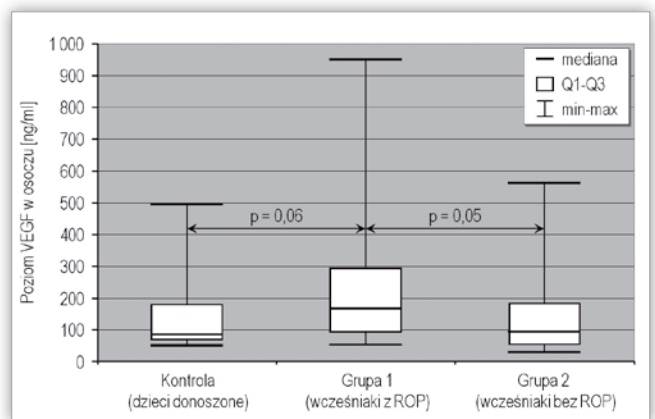 Poziom VEGF w osoczu [ng/ml]
1 000
900
800
700
600
500
400
300
200
100
0
mediana
Q1-Q3
min-max
p = 0,06
p = 0,05
Kontrola
(dzieci donoszone)
Grupa 1
(wcześniaki z ROP)
Grupa 2
(wcześniaki bez ROP)